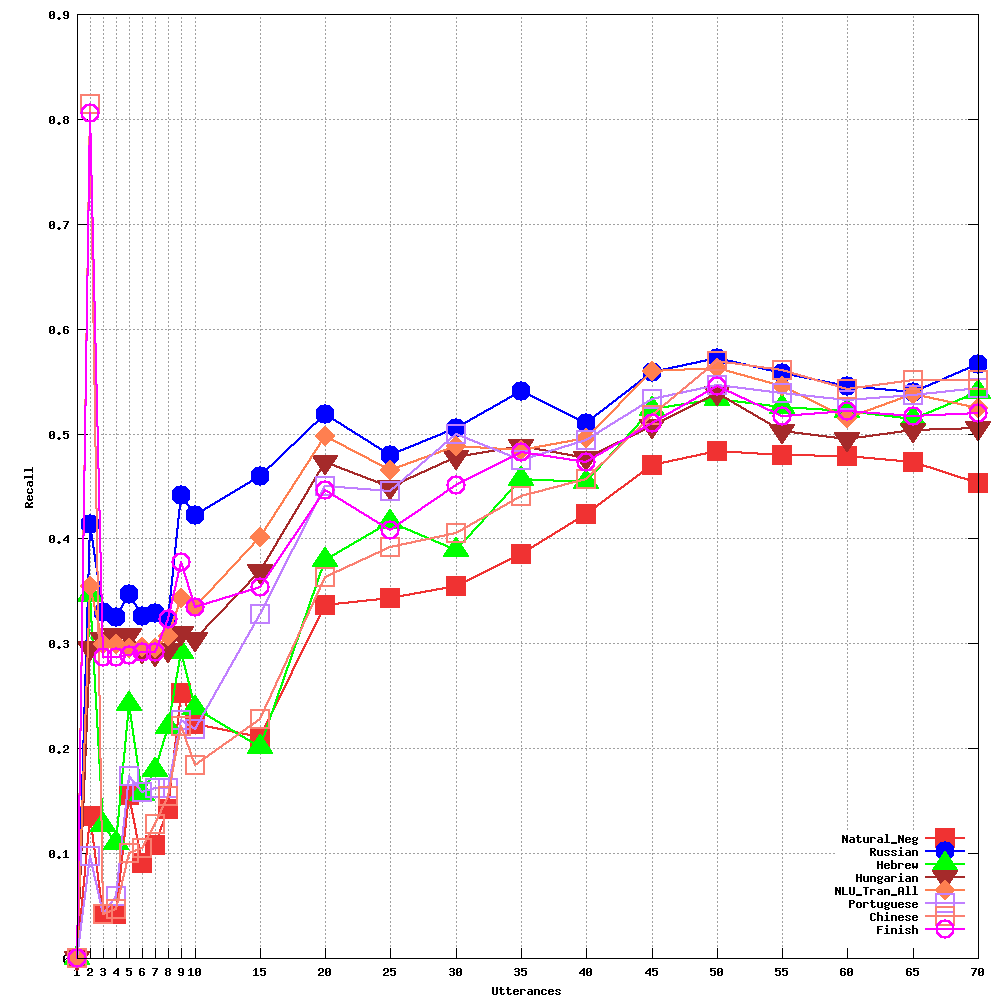 0.9
0.8
0.7
0.6
0.5
0.4
0.3
0.2
0.1
Recall
1 2 3 4 5 6 7 8 9 10 15 20 25 30 35 40 45 50 55 60 65 70
Utterances
Natural_Neg
Russian
Hebrew
Hungarian
NLU_Tran_All
Portuguese
Chinese
Finish